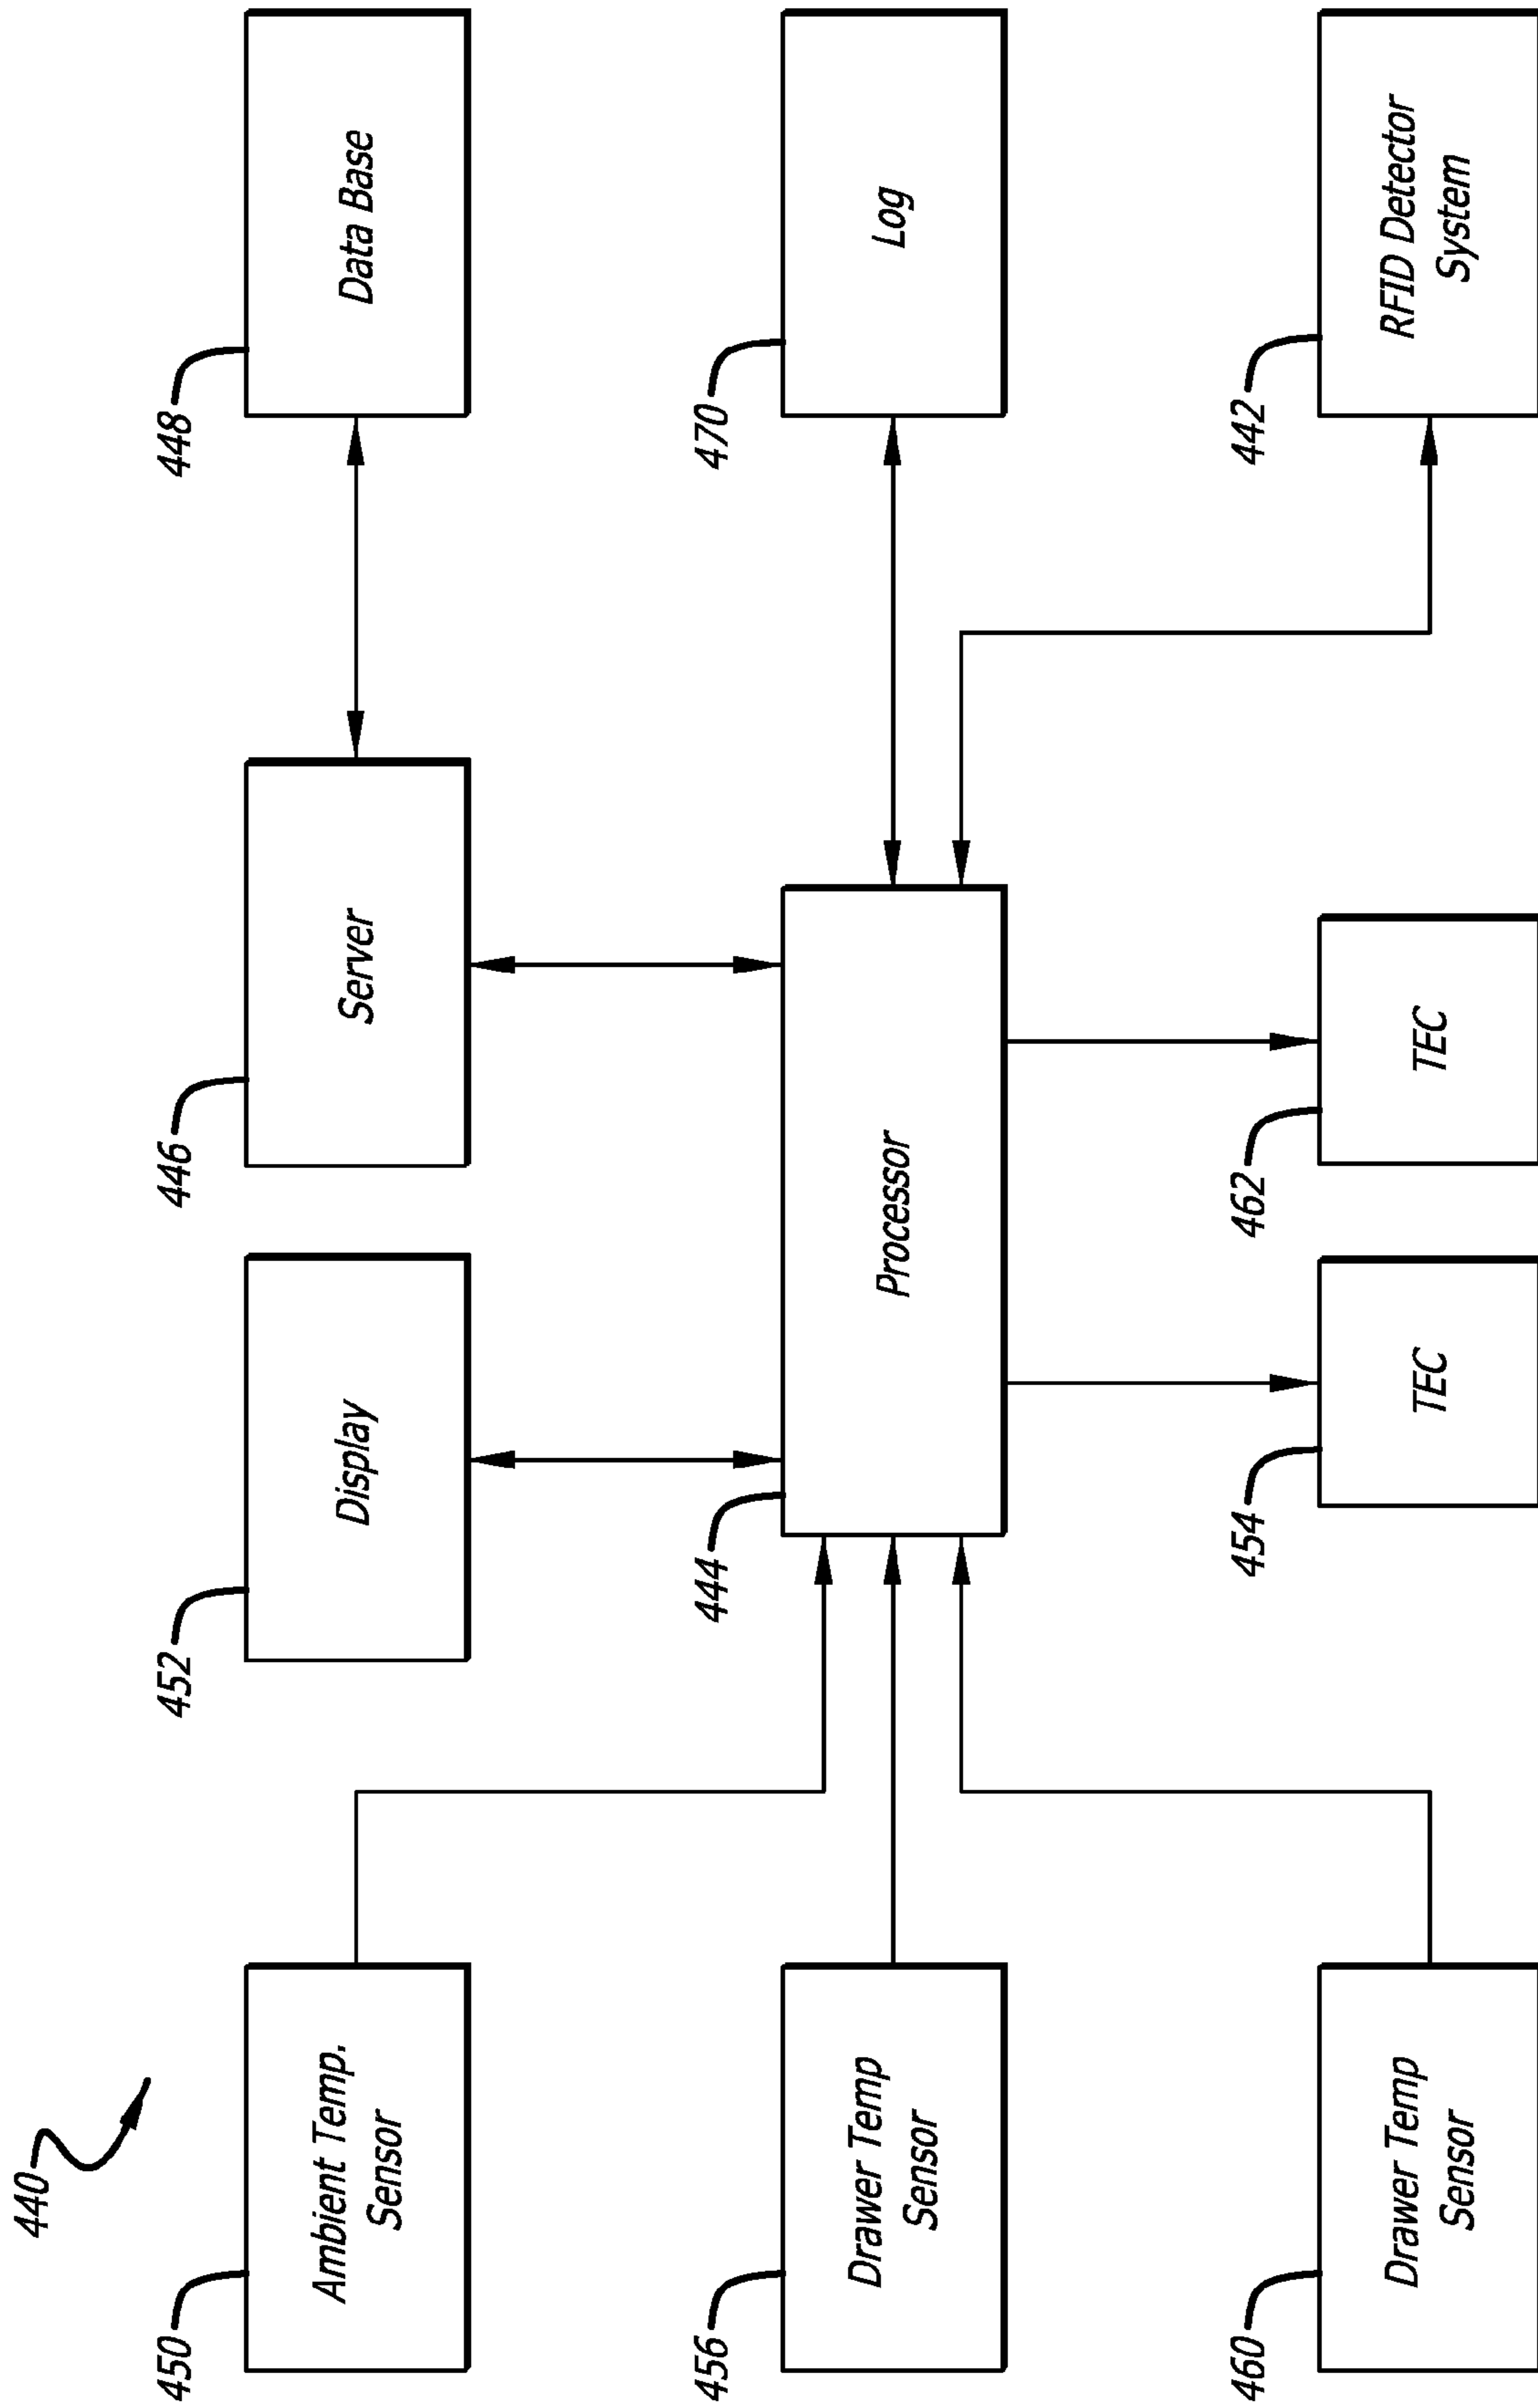 440
450
Ambient Temp.
Sensor
452
Display
446
Server
448
Data Base
456
Drawer Temp
Sensor
444
Processor
470
Log
460
Drawer Temp
Sensor
454
TEC
462
TEC
442
RFID Detector
System